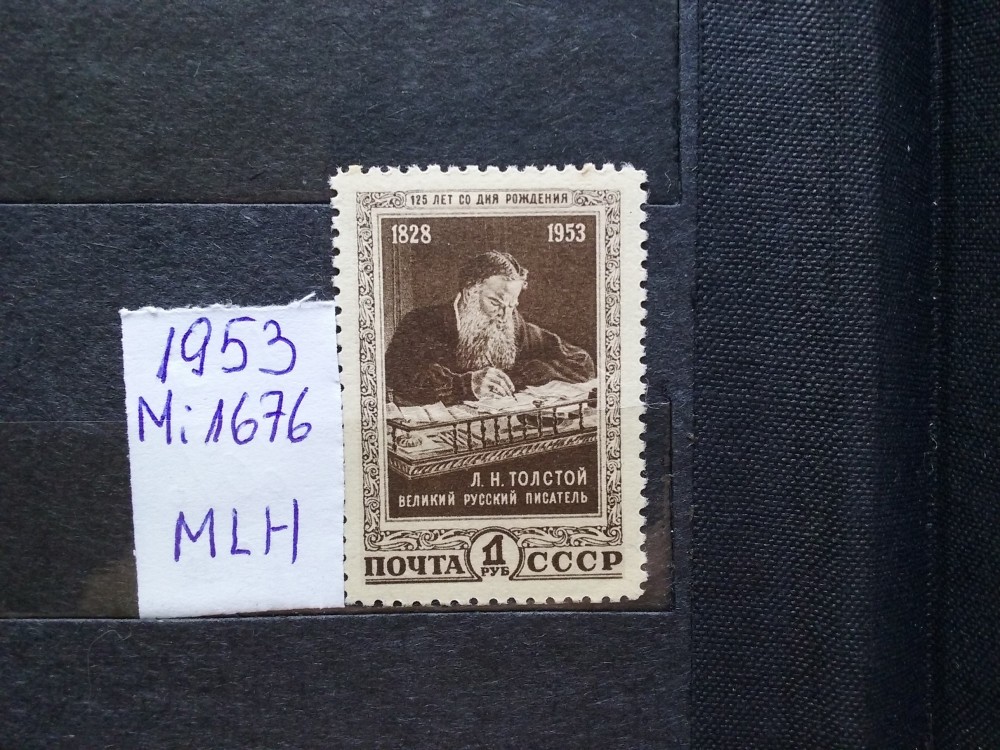 1953
Mi 1676
MLH
125 ЛЕТ СО ДНЯ РОЖДЕНИЯ
1828 1953
Л. Н. ТОЛСТОЙ
ВЕЛИКИЙ РУССКИЙ ПИСАТЕЛЬ
ПОЧТА 1 РУБ СССР